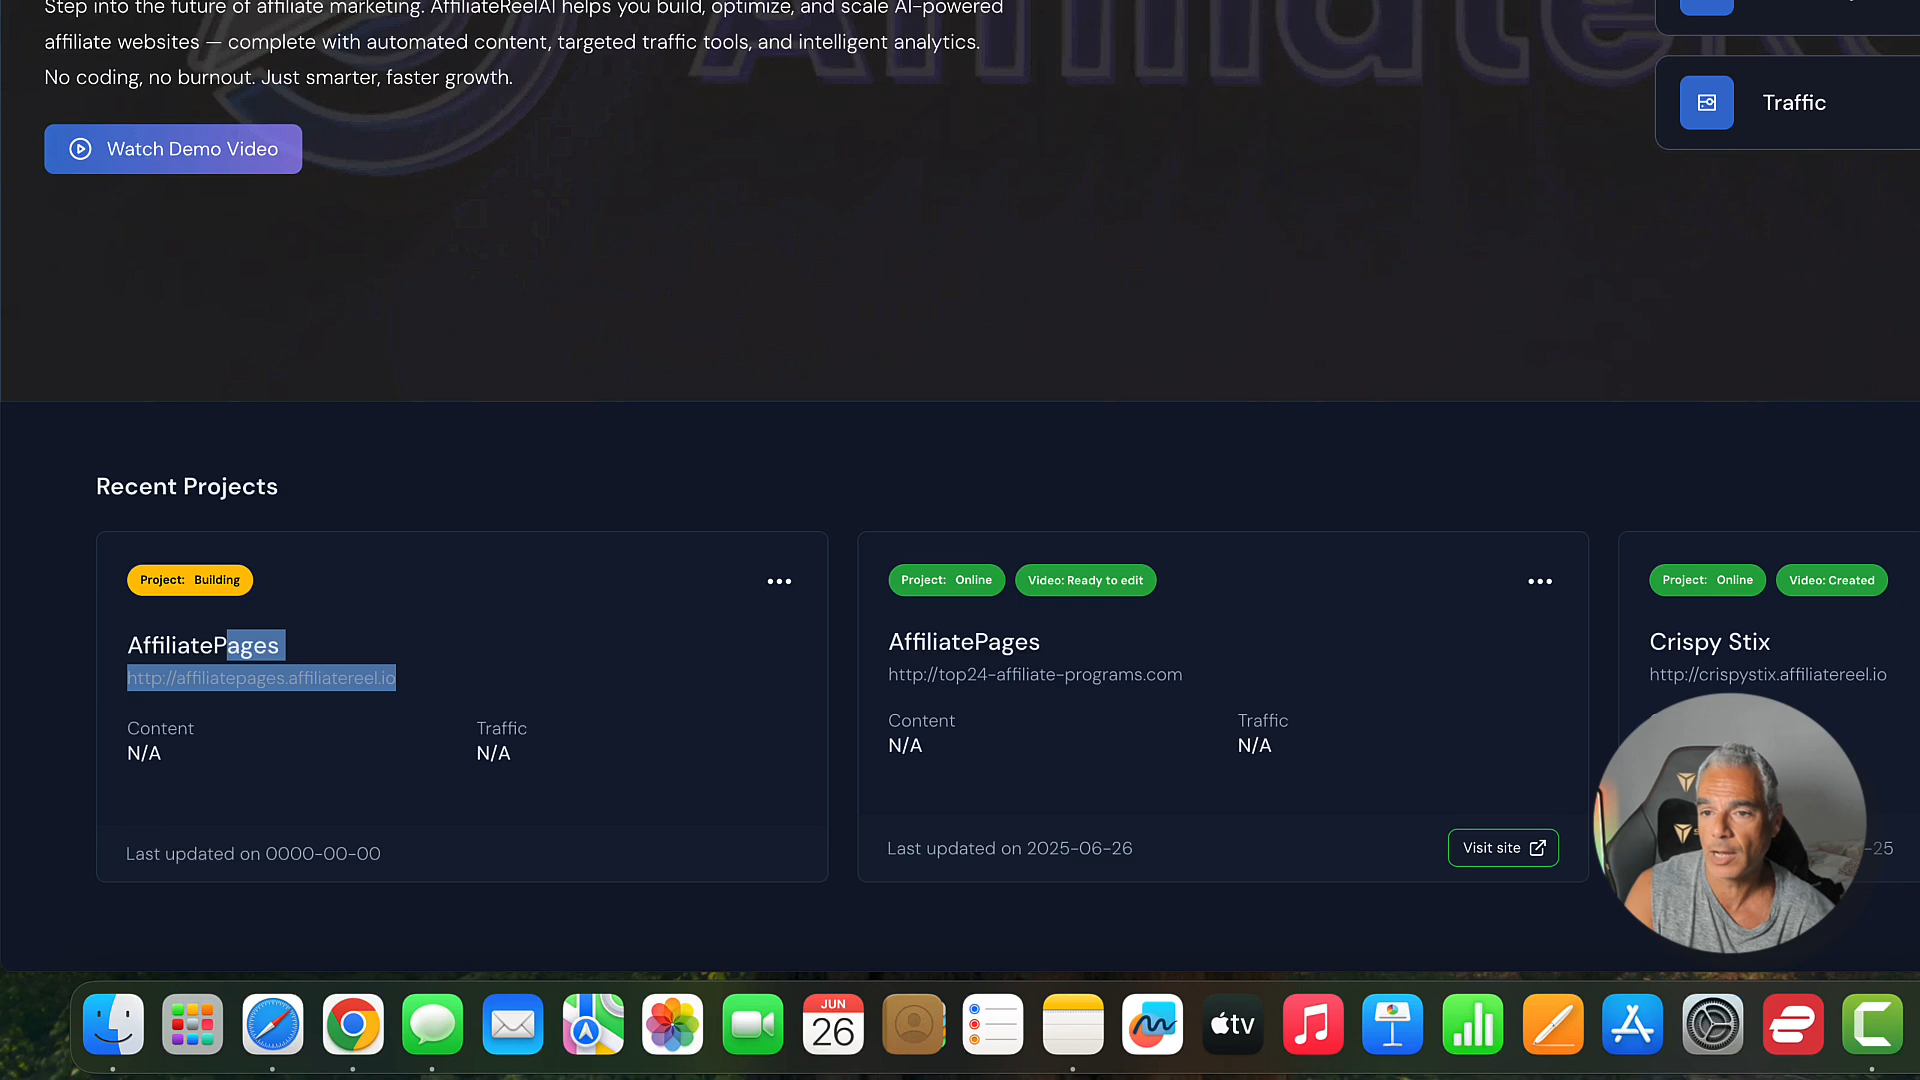 Step into the future of affiliate marketing. AffiliateReelAI helps you build, optimize, and scale AI-powered
affiliate websites — complete with automated content, targeted traffic tools, and intelligent analytics.
No coding, no burnout. Just smarter, faster growth.
Watch Demo Video
Traffic
Recent Projects
Project: Building
AffiliatePages
http://affiliatepages.affiliatereel.io
Content
N/A
Traffic
N/A
Last updated on 0000-00-00
Project: Online
Video: Ready to edit
AffiliatePages
http://top24-affiliate-programs.com
Content
N/A
Traffic
N/A
Last updated on 2025-06-26
Visit site
Project: Online
Video: Created
Crispy Stix
http://crispystix.affiliatereel.io
-25
JUN
26
tv